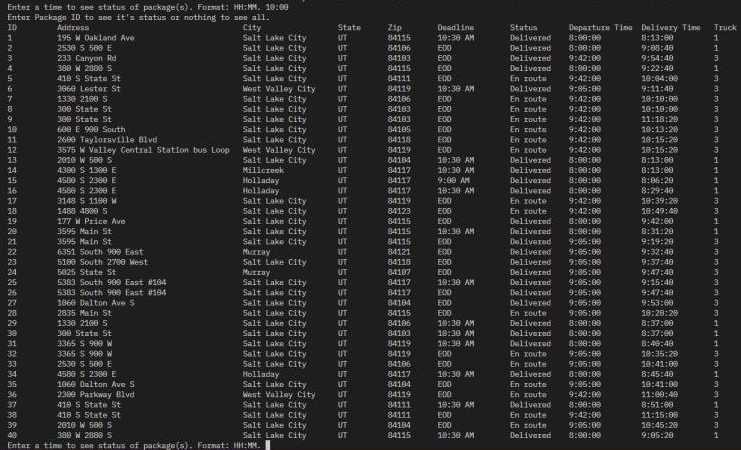 Enter a time to see status of package(s). Format: HH:MM. 10:00
Enter Package ID to see it's status or nothing to see all.
ID Address City State Zip Deadline Status Departure Time Delivery Time Truck
1 195 W Oakland Ave Salt Lake City UT 84115 10:30 AM Delivered 8:00:00 8:13:00 1
2 2530 S 500 E Salt Lake City UT 84106 EOD Delivered 9:05:00 9:08:40 3
3 233 Canyon Rd Salt Lake City UT 84103 EOD Delivered 9:42:00 9:54:40 3
4 380 W 2880 S Salt Lake City UT 84115 EOD Delivered 8:00:00 9:22:40 1
5 410 S State St Salt Lake City UT 84111 EOD En route 9:42:00 10:04:00 3
6 3060 Lester St West Valley City UT 84119 10:30 AM Delivered 9:05:00 9:11:40 3
7 1330 2100 S Salt Lake City UT 84106 EOD En route 9:42:00 10:10:00 3
8 300 State St Salt Lake City UT 84103 EOD En route 9:42:00 10:10:00 3
9 300 State St Salt Lake City UT 84103 EOD En route 9:42:00 11:18:20 3
10 600 E 900 South Salt Lake City UT 84105 EOD En route 9:42:00 10:13:20 3
11 2600 Taylorsville Blvd Salt Lake City UT 84118 EOD En route 9:42:00 10:15:20 3
12 3575 W Valley Central Station bus Loop West Valley City UT 84119 EOD En route 9:42:00 10:15:20 3
13 2010 W 500 S Salt Lake City UT 84104 10:30 AM Delivered 8:00:00 8:13:00 1
14 4300 S 1300 E Millcreek UT 84117 10:30 AM Delivered 8:00:00 8:13:00 1
15 4580 S 2300 E Holladay UT 84117 9:00 AM Delivered 8:00:00 8:06:20 1
16 4580 S 2300 E Holladay UT 84117 10:30 AM Delivered 8:00:00 8:29:40 1
17 3148 S 1100 W Salt Lake City UT 84119 EOD En route 9:42:00 10:39:20 3
18 1488 4800 S Salt Lake City UT 84123 EOD En route 9:42:00 10:49:40 3
19 177 W Price Ave Salt Lake City UT 84115 EOD Delivered 8:00:00 9:42:00 1
20 3595 Main St Salt Lake City UT 84115 10:30 AM Delivered 8:00:00 8:31:20 1
21 3595 Main St Salt Lake City UT 84115 EOD Delivered 9:05:00 9:19:20 3
22 6351 South 900 East Murray UT 84121 EOD Delivered 9:05:00 9:32:40 3
23 5100 South 2700 West Salt Lake City UT 84118 EOD Delivered 9:05:00 9:37:40 3
24 5025 State St Murray UT 84107 EOD Delivered 9:05:00 9:47:40 3
25 5383 South 900 East #104 Salt Lake City UT 84117 10:30 AM Delivered 9:05:00 9:15:40 3
26 5383 South 900 East #104 Salt Lake City UT 84117 EOD Delivered 9:05:00 9:47:40 3
27 1060 Dalton Ave S Salt Lake City UT 84104 EOD Delivered 9:05:00 9:53:00 3
28 2835 Main St Salt Lake City UT 84115 EOD En route 9:05:00 10:20:20 3
29 1330 2100 S Salt Lake City UT 84106 10:30 AM Delivered 8:00:00 8:37:00 1
30 300 State St Salt Lake City UT 84103 10:30 AM Delivered 8:00:00 8:37:00 1
31 3365 S 900 W Salt Lake City UT 84119 10:30 AM Delivered 8:00:00 8:40:40 1
32 3365 S 900 W Salt Lake City UT 84119 EOD En route 9:05:00 10:35:20 3
33 2530 S 500 E Salt Lake City UT 84106 EOD En route 9:05:00 10:41:00 3
34 4580 S 2300 E Holladay UT 84117 10:30 AM Delivered 8:00:00 8:45:40 1
35 1060 Dalton Ave S Salt Lake City UT 84104 EOD En route 9:05:00 10:41:00 3
36 2300 Parkway Blvd West Valley City UT 84119 EOD En route 9:42:00 11:00:40 3
37 410 S State St Salt Lake City UT 84111 10:30 AM Delivered 8:00:00 8:51:00 1
38 410 S State St Salt Lake City UT 84111 EOD En route 9:42:00 11:15:00 3
39 2010 W 500 S Salt Lake City UT 84104 EOD En route 9:05:00 10:45:20 3
40 380 W 2880 S Salt Lake City UT 84115 10:30 AM Delivered 8:00:00 9:05:20 1
Enter a time to see status of package(s). Format: HH:MM.